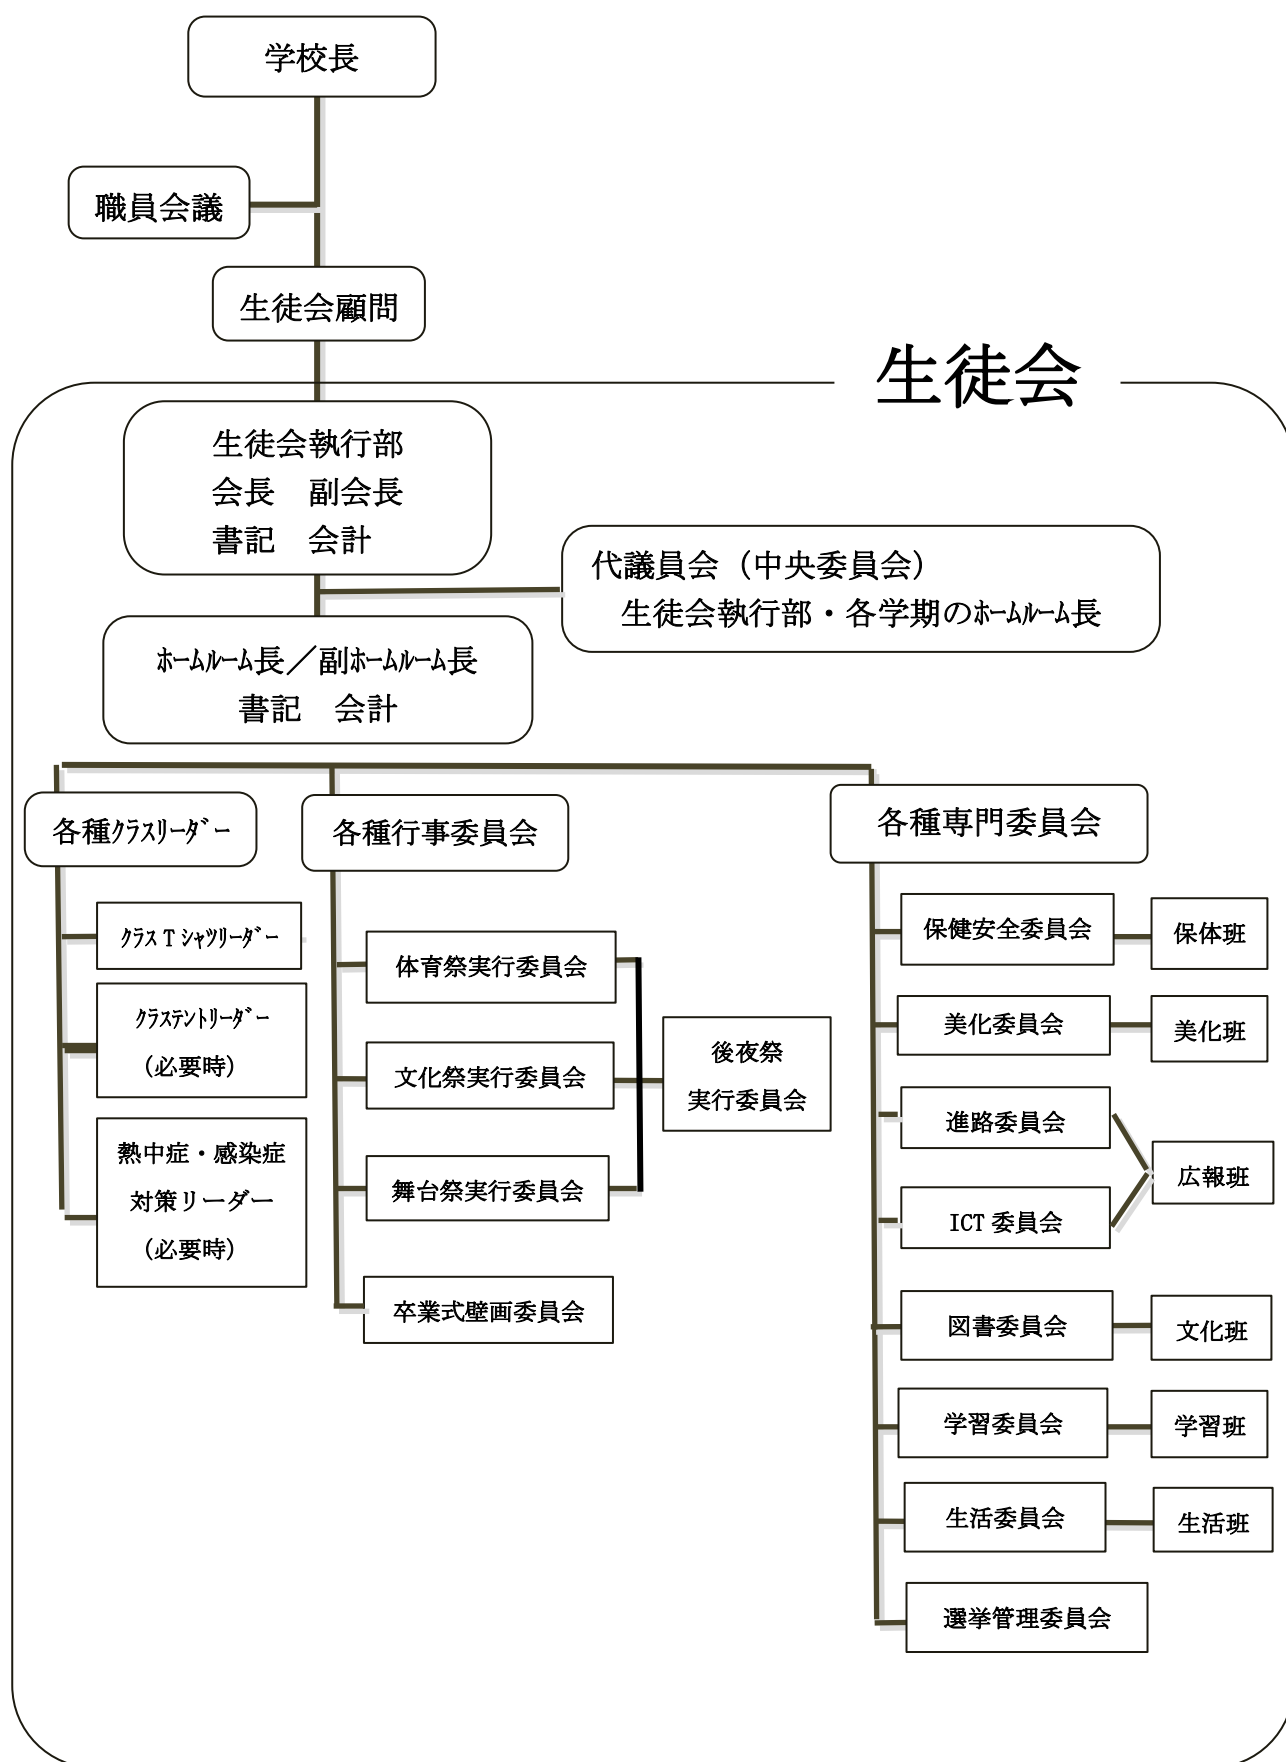 学校長
職員会議
生徒会顧問
生徒会
生徒会執行部
会長　副会長
書記　会計
代議員会（中央委員会）
生徒会執行部・各学期のﾎｰﾑﾙｰﾑ長
ﾎｰﾑﾙｰﾑ長／副ﾎｰﾑﾙｰﾑ長
書記　会計
各種ｸﾗｽﾘｰﾀﾞｰ
ｸﾗｽ T ｼｬﾂﾘｰﾀﾞｰ
ｸﾗｽﾃﾝﾄﾘｰﾀﾞｰ
（必要時）
熱中症・感染症
対策リーダー
（必要時）
各種行事委員会
体育祭実行委員会
文化祭実行委員会
舞台祭実行委員会
卒業式壁画委員会
後夜祭
実行委員会
各種専門委員会
保健安全委員会
保体班
美化委員会
美化班
進路委員会
ICT 委員会
広報班
図書委員会
文化班
学習委員会
学習班
生活委員会
生活班
選挙管理委員会